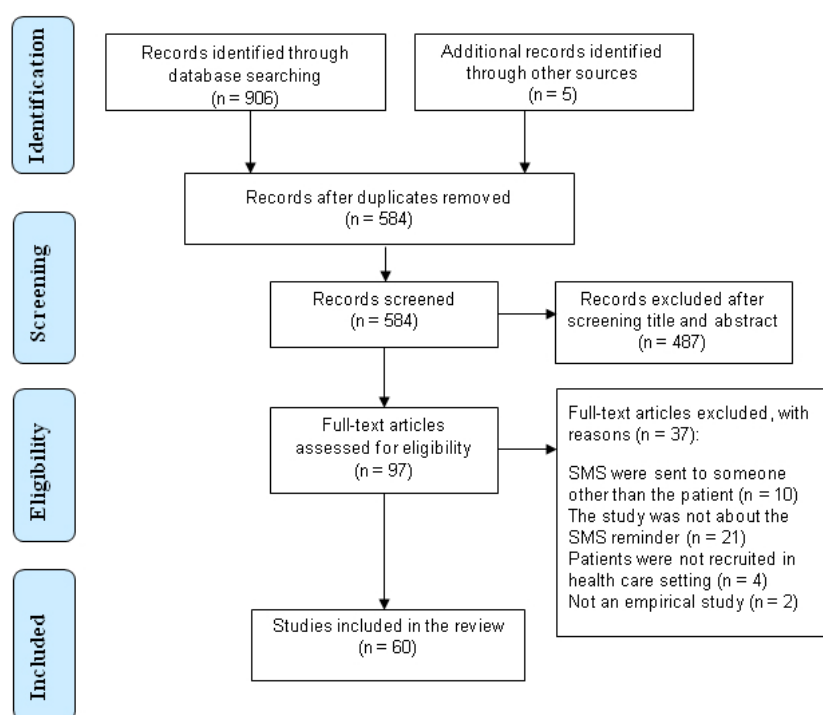 Identification
Records identified through
database searching
(n = 906)
Additional records identified
through other sources
(n = 5)
Records after duplicates removed
(n = 584)
Screening
Records screened
(n = 584)
Records excluded after
screening title and abstract
(n = 487)
Eligibility
Full-text articles
assessed for eligibility
(n = 97)
Full-text articles excluded, with
reasons (n = 37):
SMS were sent to someone
other than the patient (n = 10)
The study was not about the
SMS reminder (n = 21)
Patients were not recruited in
health care setting (n = 4)
Not an empirical study (n = 2)
Included
Studies included in the review
(n = 60)